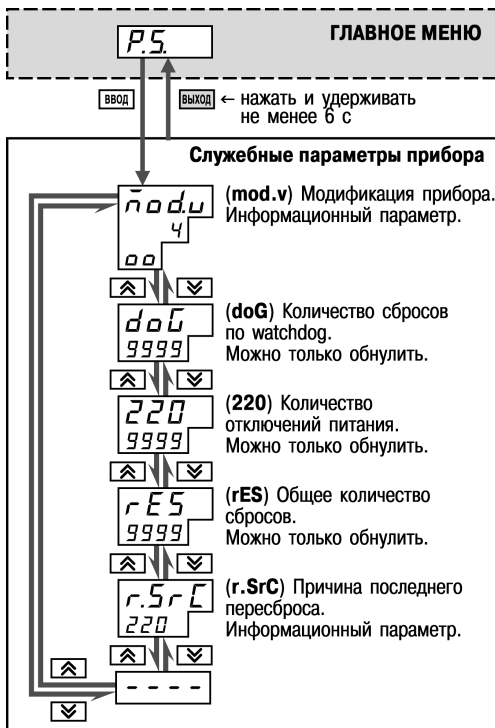 P.S.
ГЛАВНОЕ МЕНЮ
ВВОД
ВЫХОД
← нажать и удерживать
не менее 6 с
Служебные параметры прибора
mod.v
4
oo
(mod.v) Модификация прибора.
Информационный параметр.
doG
9999
(doG) Количество сбросов
по watchdog.
Можно только обнулить.
220
9999
(220) Количество
отключений питания.
Можно только обнулить.
rES
9999
(rES) Общее количество
сбросов.
Можно только обнулить.
r.SrC
220
(r.SrC) Причина последнего
пересброса.
Информационный параметр.
- - - -